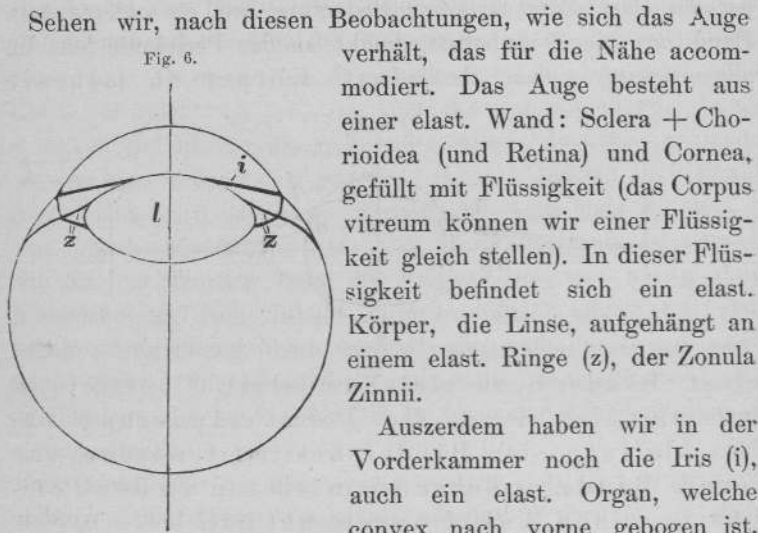 Sehen wir, nach diesen Beobachtungen, wie sich das Auge
Fig. 6.
i
l
z
z
verhält, das für die Nähe accom-
modiert. Das Auge besteht aus
einer elast. Wand: Sclera + Cho-
rioidea (und Retina) und Cornea,
gefüllt mit Flüssigkeit (das Corpus
vitreum können wir einer Flüssig-
keit gleich stellen). In dieser Flüs-
sigkeit befindet sich ein elast.
Körper, die Linse, aufgehängt an
einem elast. Ringe (z), der Zonula
Zinnii.
Auszerdem haben wir in der
Vorderkammer noch die Iris (i),
auch ein elast. Organ, welche
convex nach vorne gebogen ist.